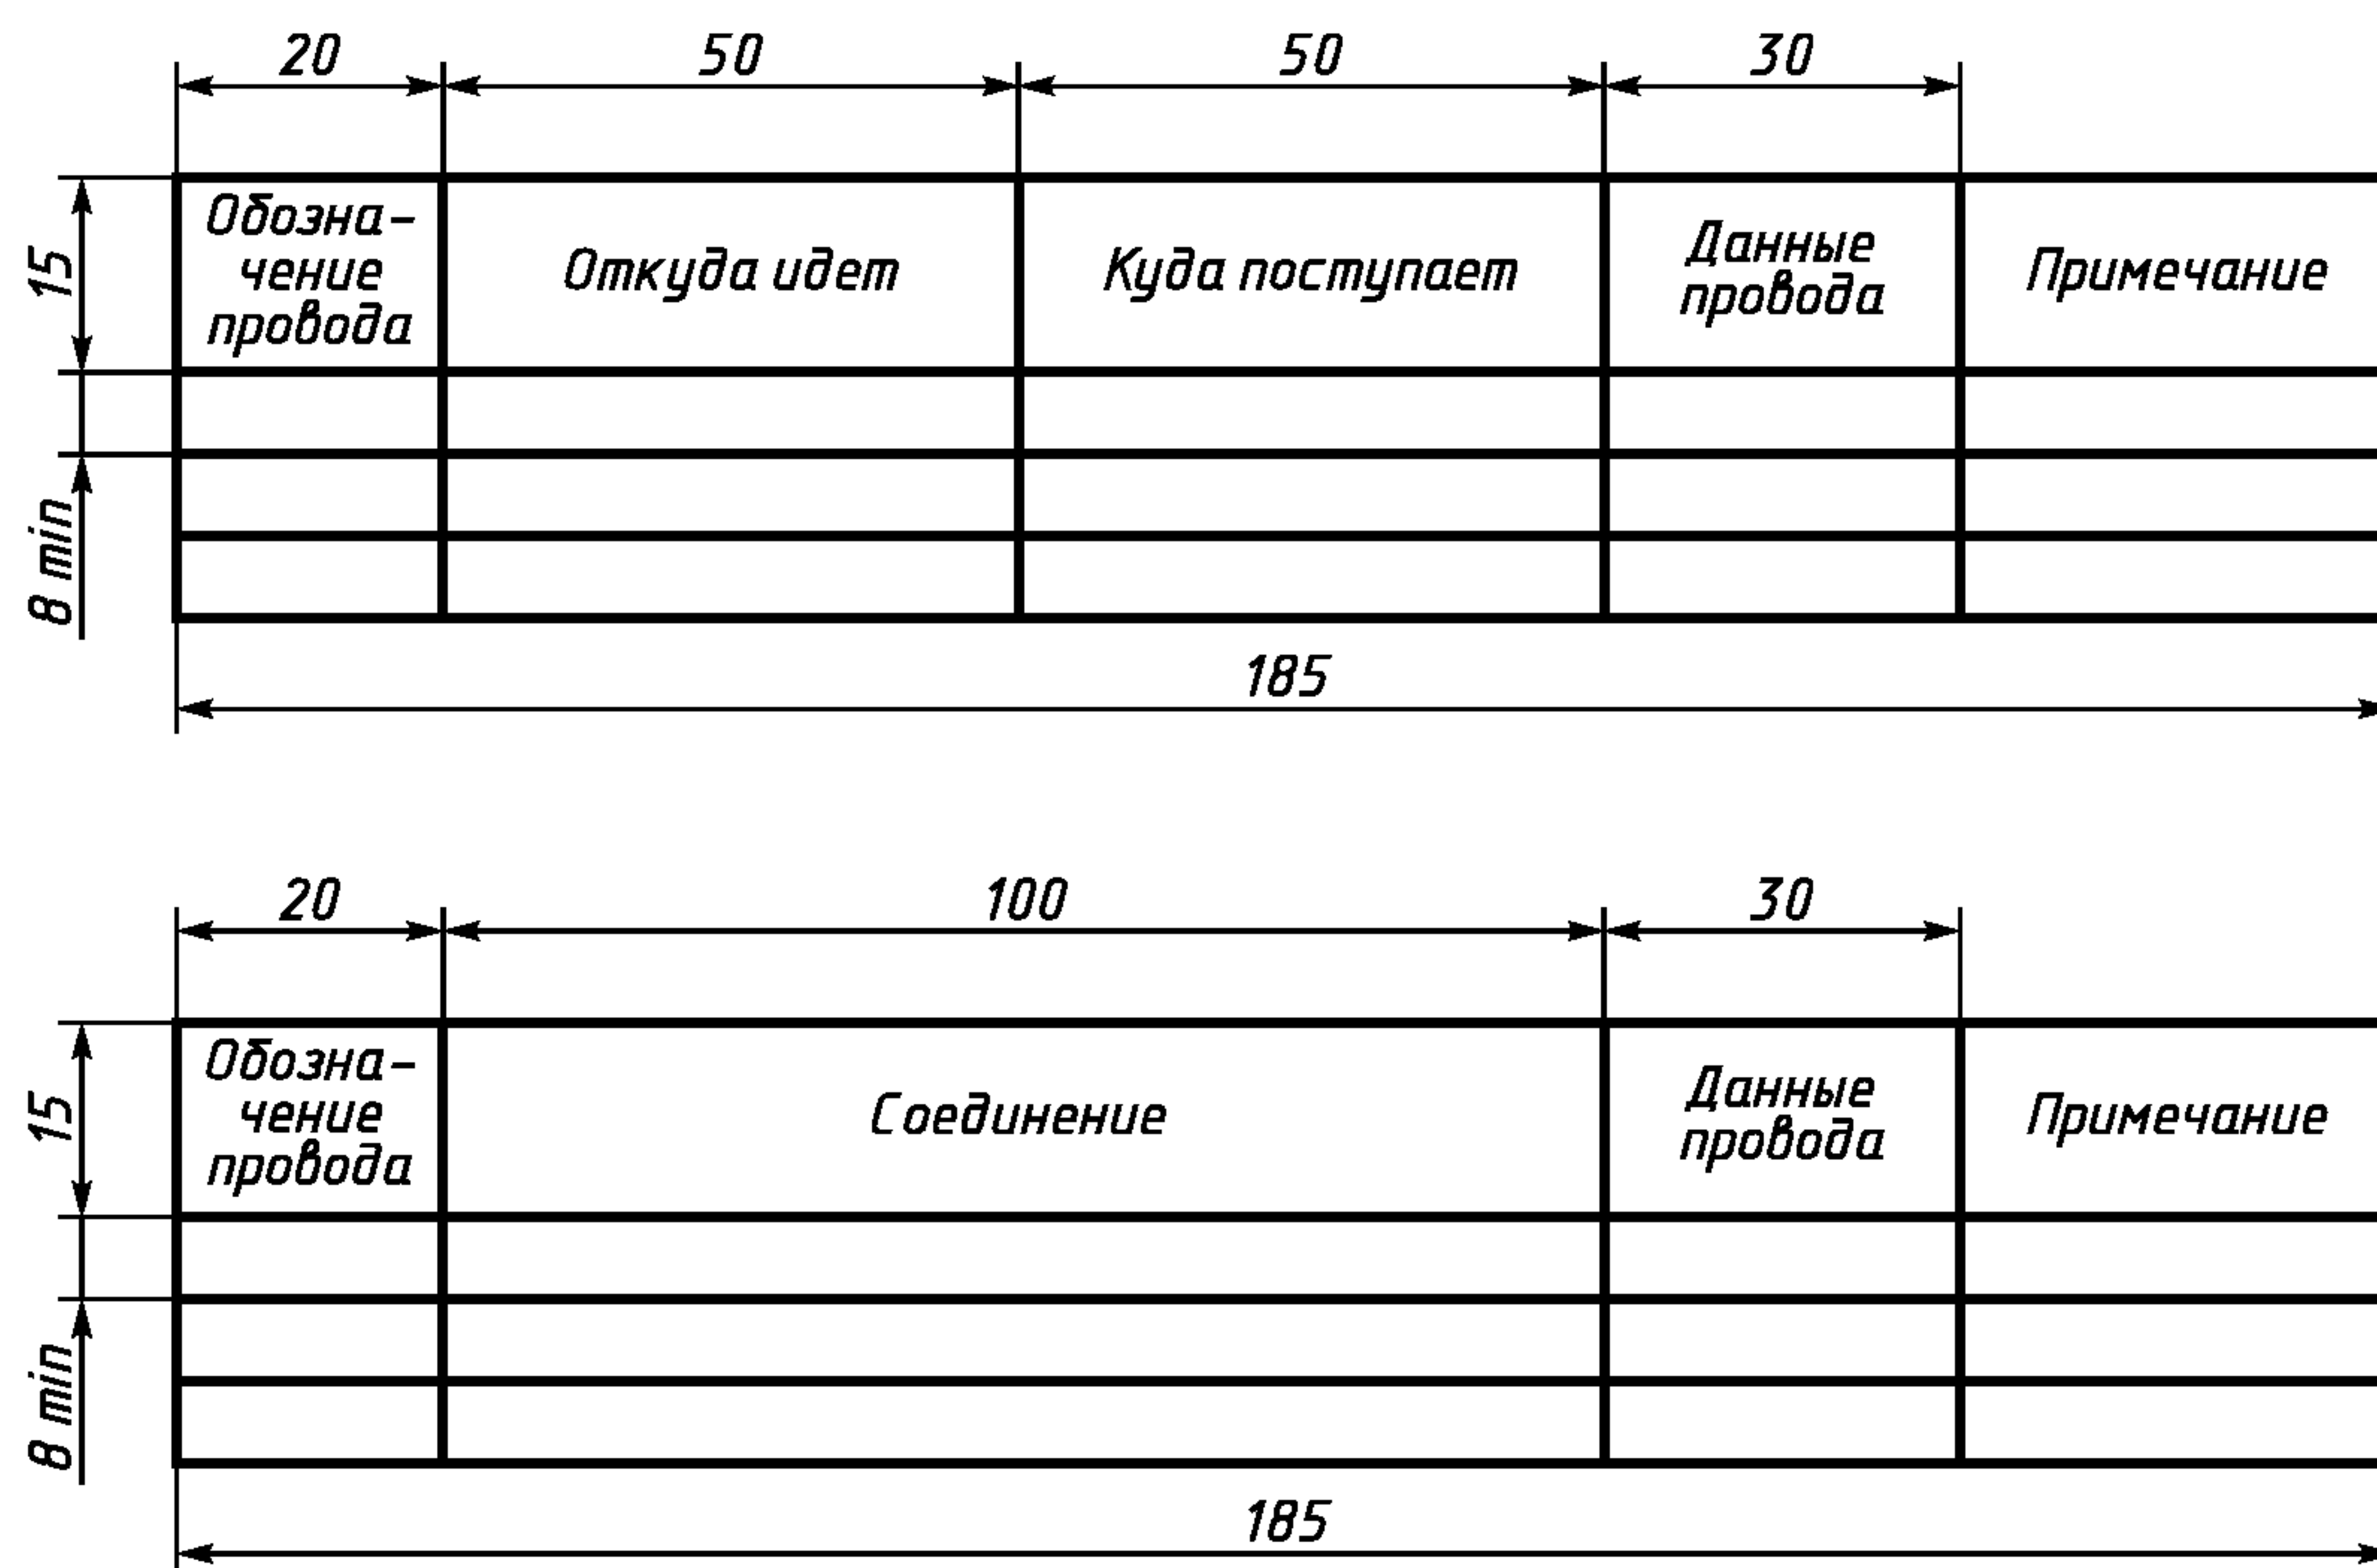 20 50 50 30
Обозна-
чение
провода
Откуда идет
Куда поступает
Данные
провода
Примечание
15
8 min
185
20 100 30
Обозна-
чение
провода
Соединение
Данные
провода
Примечание
15
8 min
185